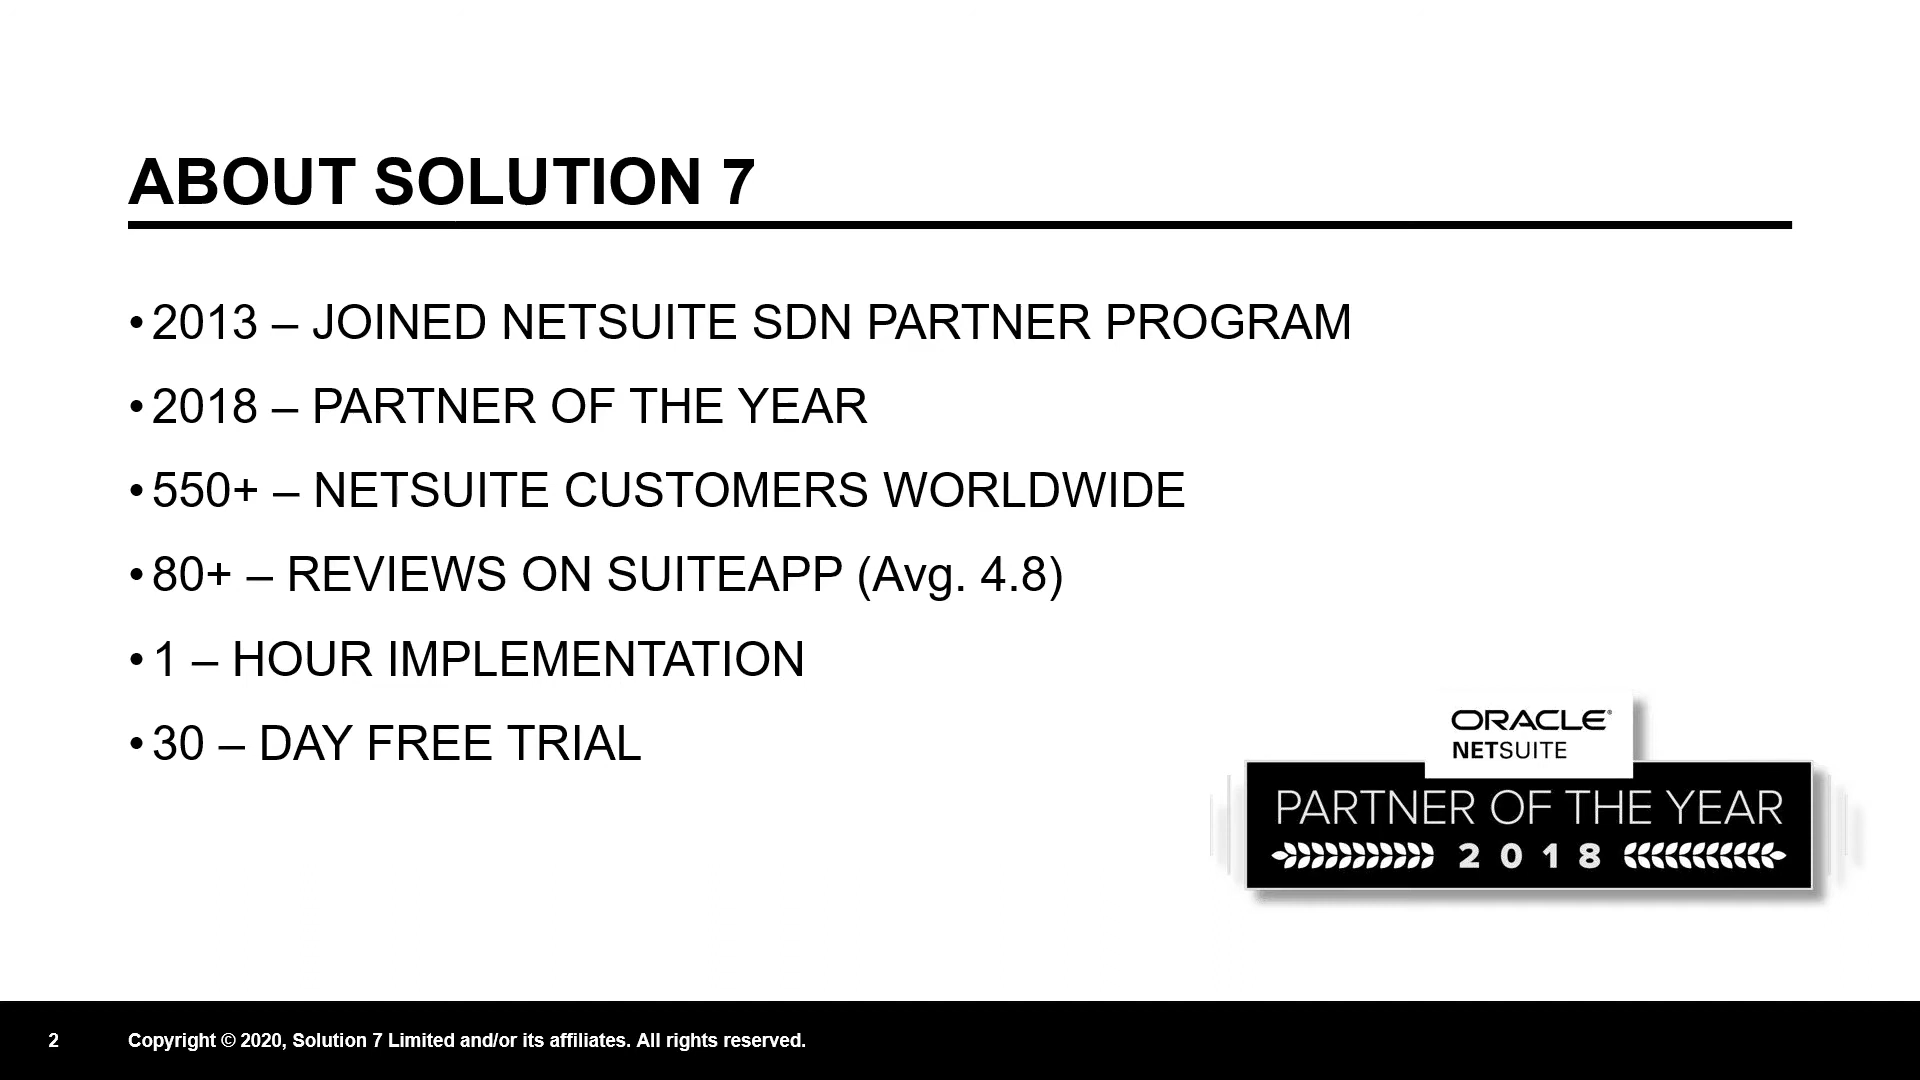 ABOUT SOLUTION 7
• 2013 – JOINED NETSUITE SDN PARTNER PROGRAM
• 2018 – PARTNER OF THE YEAR
• 550+ – NETSUITE CUSTOMERS WORLDWIDE
• 80+ – REVIEWS ON SUITEAPP (Avg. 4.8)
• 1 – HOUR IMPLEMENTATION
• 30 – DAY FREE TRIAL
ORACLE®
NETSUITE
PARTNER OF THE YEAR
2018
2 Copyright © 2020, Solution 7 Limited and/or its affiliates. All rights reserved.